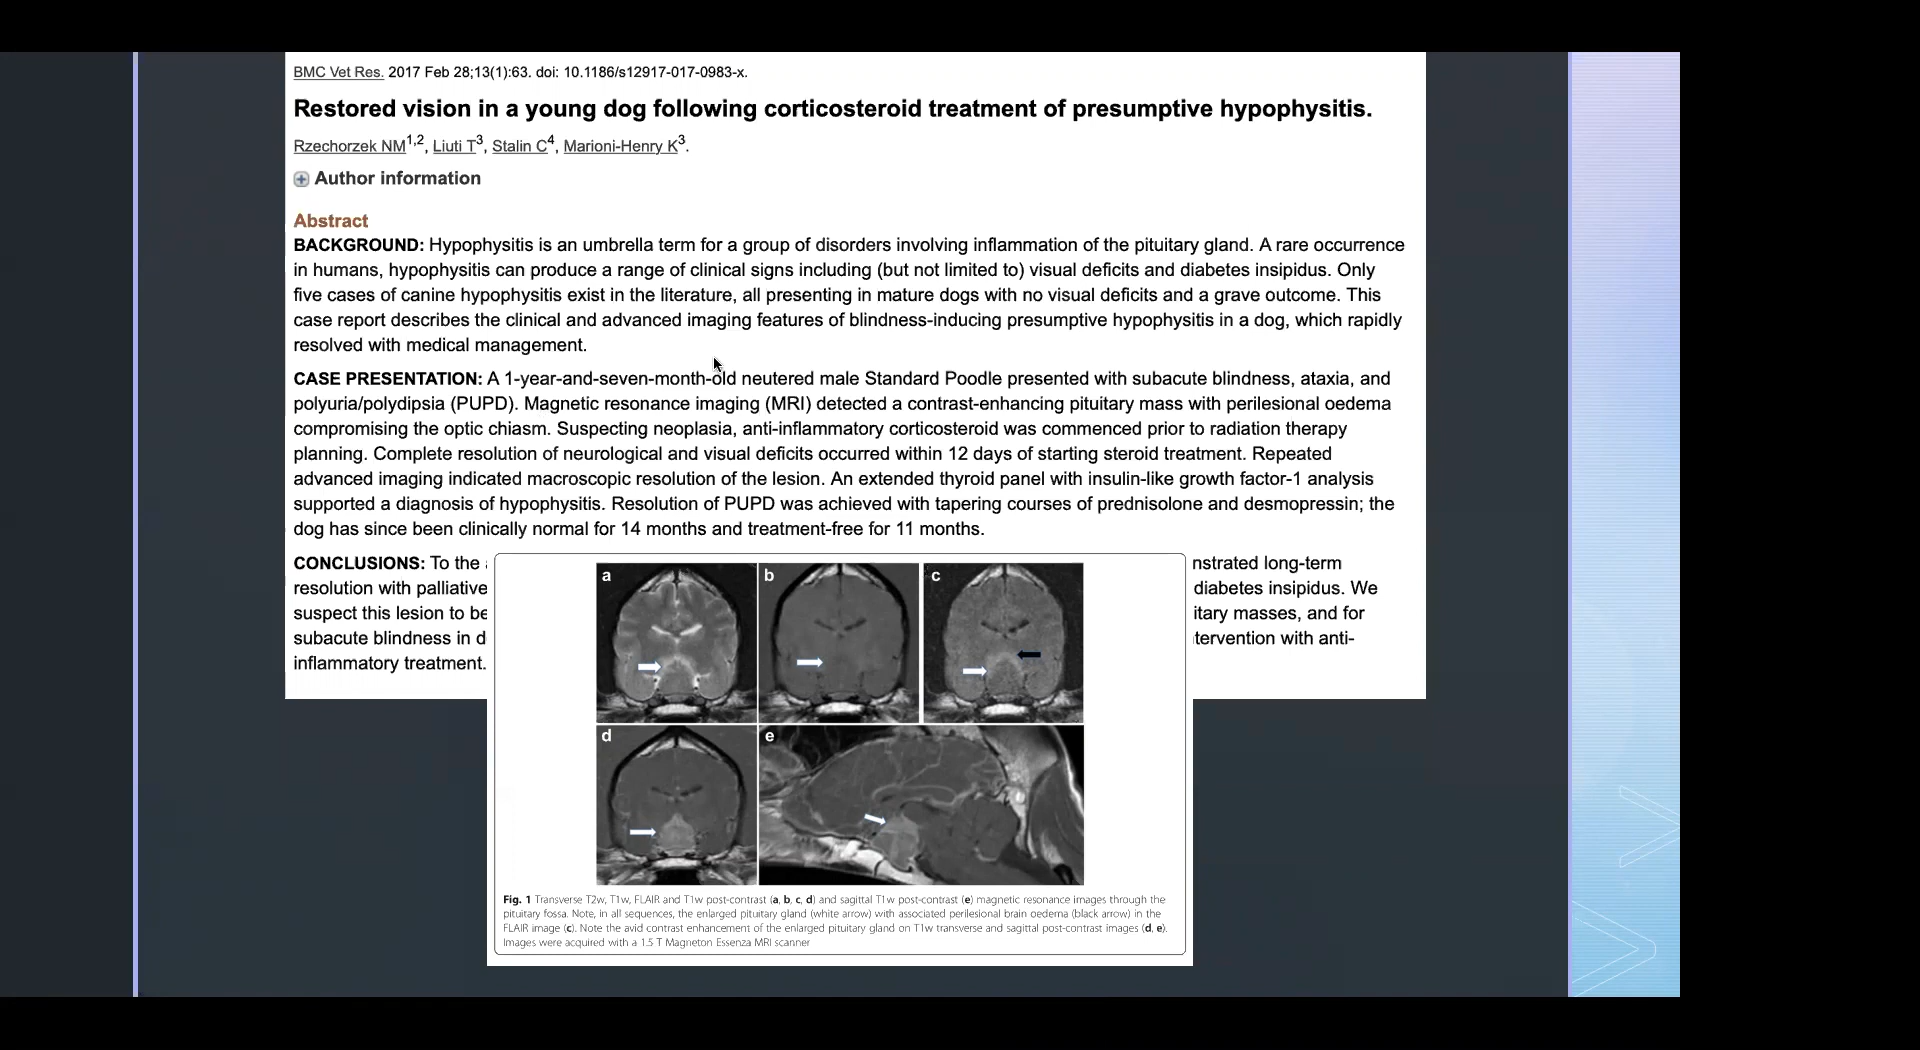 BMC Vet Res. 2017 Feb 28;13(1):63. doi: 10.1186/s12917-017-0983-x.
Restored vision in a young dog following corticosteroid treatment of presumptive hypophysitis.
Rzechorzek NM1,2, Liuti T3, Stalin C4, Marioni-Henry K3.
Author information
Abstract
BACKGROUND: Hypophysitis is an umbrella term for a group of disorders involving inflammation of the pituitary gland. A rare occurrence
in humans, hypophysitis can produce a range of clinical signs including (but not limited to) visual deficits and diabetes insipidus. Only
five cases of canine hypophysitis exist in the literature, all presenting in mature dogs with no visual deficits and a grave outcome. This
case report describes the clinical and advanced imaging features of blindness-inducing presumptive hypophysitis in a dog, which rapidly
resolved with medical management.
CASE PRESENTATION: A 1-year-and-seven-month-old neutered male Standard Poodle presented with subacute blindness, ataxia, and
polyuria/polydipsia (PUPD). Magnetic resonance imaging (MRI) detected a contrast-enhancing pituitary mass with perilesional oedema
compromising the optic chiasm. Suspecting neoplasia, anti-inflammatory corticosteroid was commenced prior to radiation therapy
planning. Complete resolution of neurological and visual deficits occurred within 12 days of starting steroid treatment. Repeated
advanced imaging indicated macroscopic resolution of the lesion. An extended thyroid panel with insulin-like growth factor-1 analysis
supported a diagnosis of hypophysitis. Resolution of PUPD was achieved with tapering courses of prednisolone and desmopressin; the
dog has since been clinically normal for 14 months and treatment-free for 11 months.
CONCLUSIONS: To the nstrated long-term
resolution with palliative diabetes insipidus. We
suspect this lesion to be itary masses, and for
subacute blindness in d tervention with anti-
inflammatory treatment.
a b c
d e
Fig. 1 Transverse T2w, T1w, FLAIR and T1w post-contrast (a, b, c, d) and sagittal T1w post-contrast (e) magnetic resonance images through the
pituitary fossa. Note, in all sequences, the enlarged pituitary gland (white arrow) with associated perilesional brain oedema (black arrow) in the
FLAIR image (c). Note the avid contrast enhancement of the enlarged pituitary gland on T1w transverse and sagittal post-contrast images (d, e).
Images were acquired with a 1.5 T Magneton Essenza MRI scanner